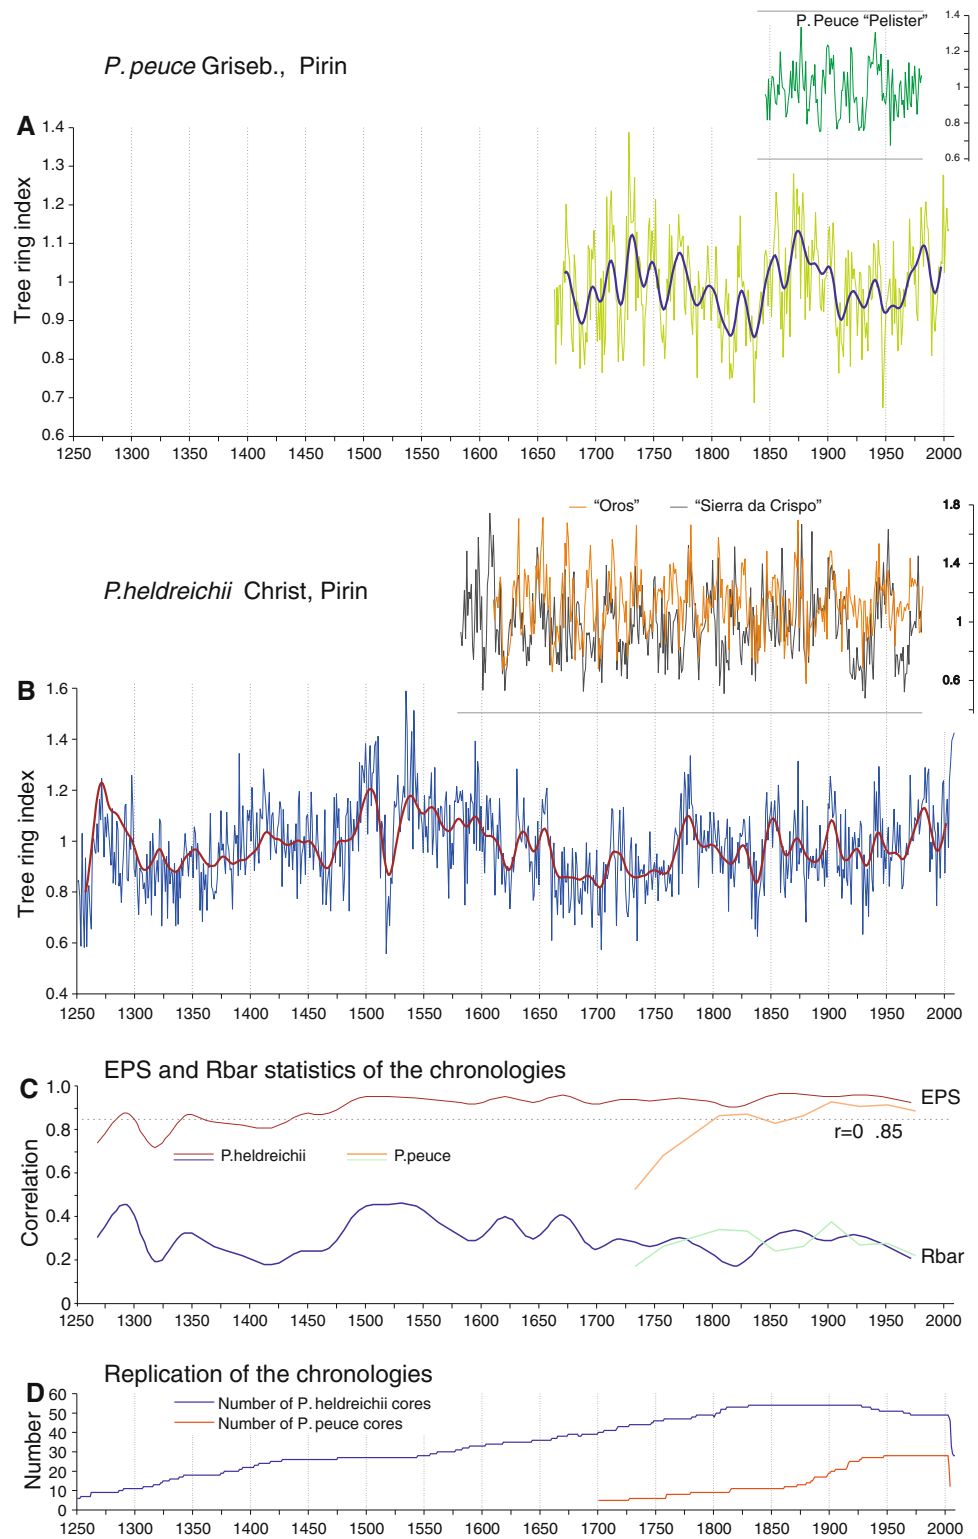 P. Peuce “Pelister”
1.4
1.2
1
0.8
0.6
1850 1900 1950 2000
P. peuce Griseb., Pirin
A
Tree ring index
1.4
1.3
1.2
1.1
1
0.9
0.8
0.7
0.6
1250 1300 1350 1400 1450 1500 1550 1600 1650 1700 1750 1800 1850 1900 1950 2000
“Oros” “Sierra da Crispo”
1.8
1.4
1
0.6
P.heldreichii Christ, Pirin
B
Tree ring index
1.6
1.4
1.2
1
0.8
0.6
0.4
1250 1300 1350 1400 1450 1500 1550 1600 1650 1700 1750 1800 1850 1900 1950 2000
EPS and Rbar statistics of the chronologies
C
Correlation
1.0
0.8
0.6
0.4
0.2
0
EPS
r=0 .85
P.heldreichii P.peuce
Rbar
1250 1300 1350 1400 1450 1500 1550 1600 1650 1700 1750 1800 1850 1900 1950 2000
Replication of the chronologies
D
Number
60
50
40
30
20
10
0
Number of P. heldreichii cores
Number of P. peuce cores
1250 1300 1350 1400 1450 1500 1550 1600 1650 1700 1750 1800 1850 1900 1950 2000